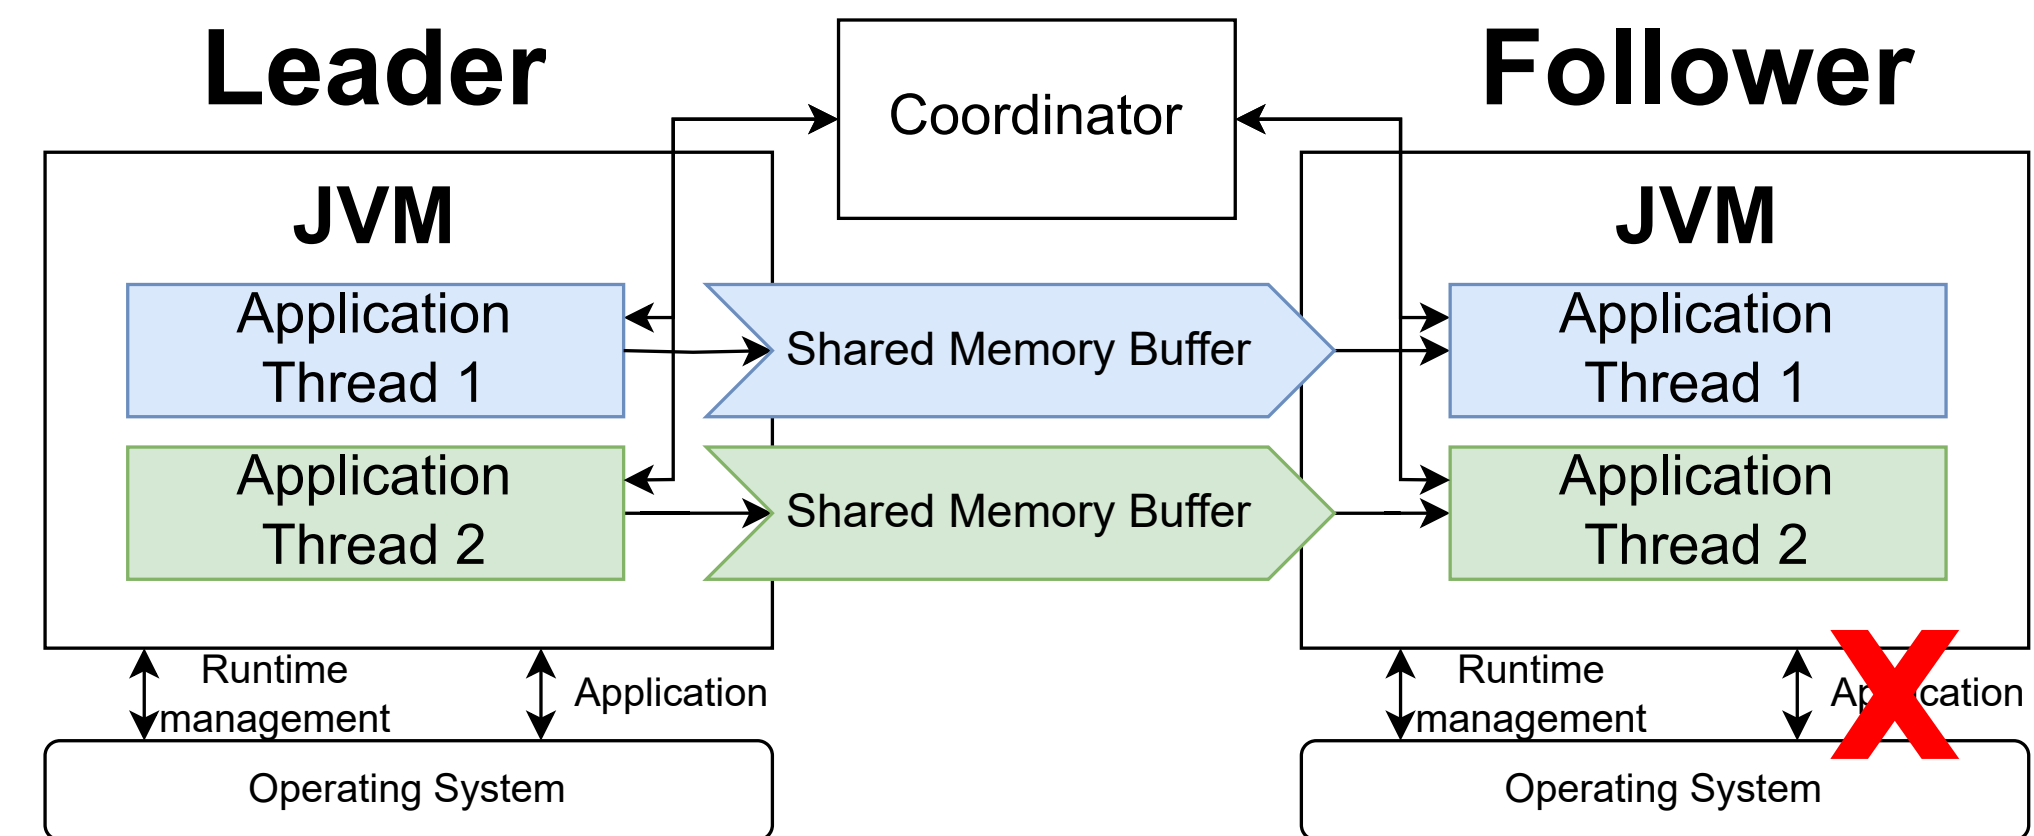 Leader
Coordinator
Follower
JVM
JVM
Application
Thread 1
Shared Memory Buffer
Application
Thread 1
Application
Thread 2
Shared Memory Buffer
Application
Thread 2
Runtime
management
Application
Runtime
management
Application
X
Operating System
Operating System